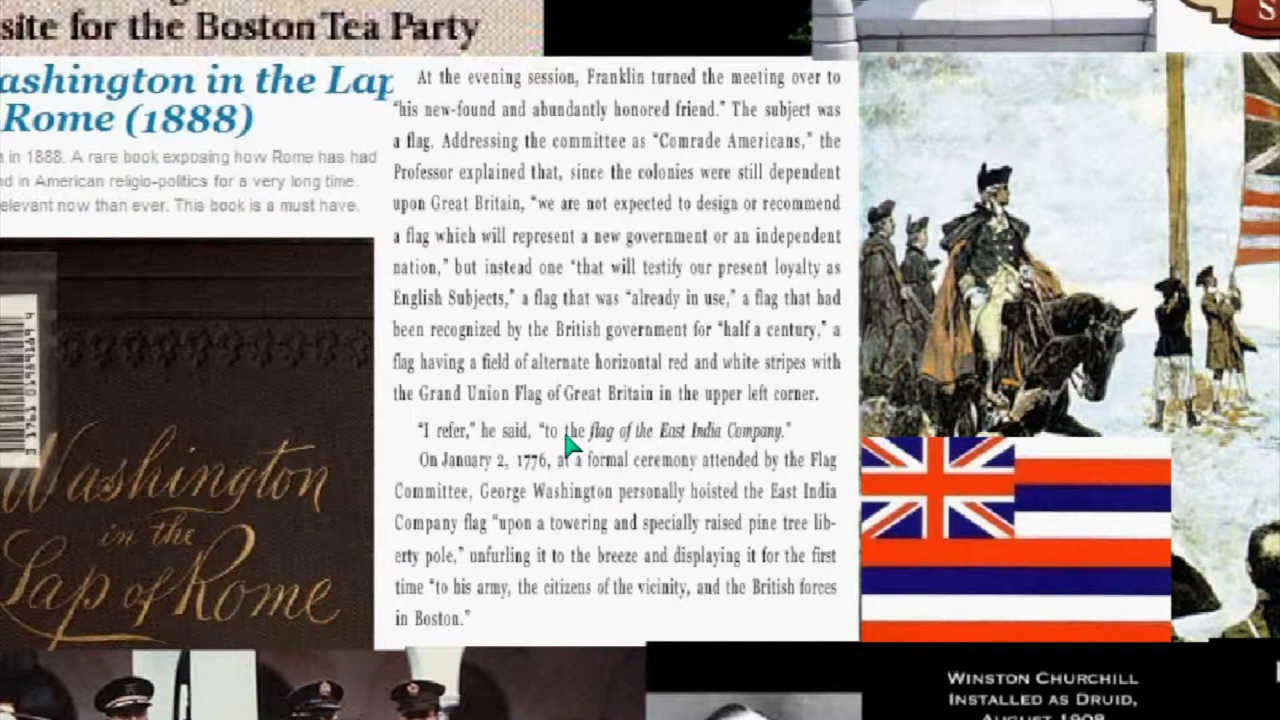 site for the Boston Tea Party
ashington in the Lap
Rome (1888)
in 1888. A rare book exposing how Rome has had
in American religio-politics for a very long time.
elevant now than ever. This book is a must have.
Washington
in the
Lap of Rome
At the evening session, Franklin turned the meeting over to
"his new-found and abundantly honored friend." The subject was
a flag. Addressing the committee as "Comrade Americans," the
Professor explained that, since the colonies were still dependent
upon Great Britain, "we are not expected to design or recommend
a flag which will represent a new government or an independent
nation," but instead one "that will testify our present loyalty as
English Subjects," a flag that was "already in use," a flag that had
been recognized by the British government for "half a century," a
flag having a field of alternate horizontal red and white stripes with
the Grand Union Flag of Great Britain in the upper left corner.
"I refer," he said, "to the flag of the East India Company."
On January 2, 1776, at a formal ceremony attended by the Flag
Committee, George Washington personally hoisted the East India
Company flag "upon a towering and specially raised pine tree lib-
erty pole," unfurling it to the breeze and displaying it for the first
time "to his army, the citizens of the vicinity, and the British forces
in Boston."
WINSTON CHURCHILL
INSTALLED AS DRUID,
AUGUST 1908